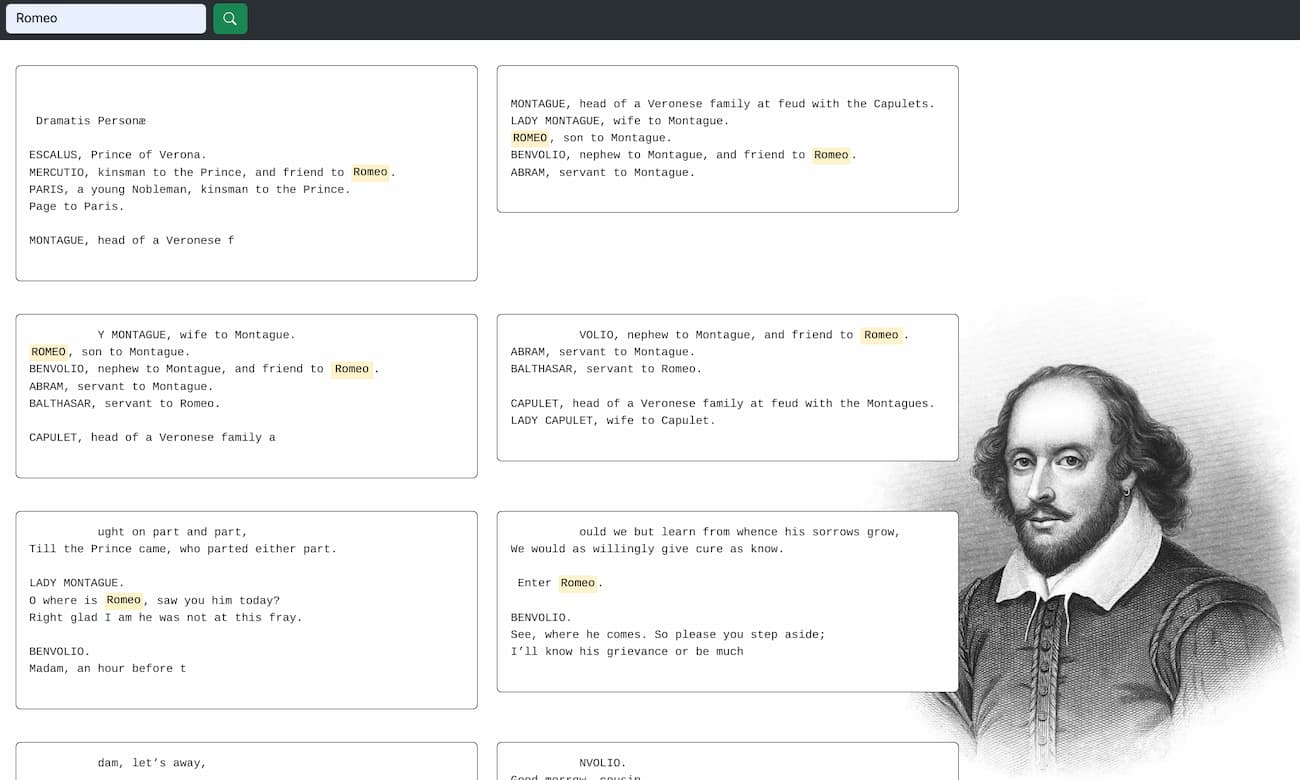 Romeo
Dramatis Personæ
ESCALUS, Prince of Verona.
MERCUTIO, kinsman to the Prince, and friend to Romeo.
PARIS, a young Nobleman, kinsman to the Prince.
Page to Paris.
MONTAGUE, head of a Veronese f
MONTAGUE, head of a Veronese family at feud with the Capulets.
LADY MONTAGUE, wife to Montague.
ROMEO, son to Montague.
BENVOLIO, nephew to Montague, and friend to Romeo.
ABRAM, servant to Montague.
Y MONTAGUE, wife to Montague.
ROMEO, son to Montague.
BENVOLIO, nephew to Montague, and friend to Romeo.
ABRAM, servant to Montague.
BALTHASAR, servant to Romeo.
CAPULET, head of a Veronese family a
VOLIO, nephew to Montague, and friend to Romeo.
ABRAM, servant to Montague.
BALTHASAR, servant to Romeo.
CAPULET, head of a Veronese family at feud with the Montagues.
LADY CAPULET, wife to Capulet.
ught on part and part,
Till the Prince came, who parted either part.
LADY MONTAGUE.
O where is Romeo, saw you him today?
Right glad I am he was not at this fray.
BENVOLIO.
Madam, an hour before t
ould we but learn from whence his sorrows grow,
We would as willingly give cure as know.
Enter Romeo.
BENVOLIO.
See, where he comes. So please you step aside;
I’ll know his grievance or be much
dam, let’s away,
NVOLIO.
Good morrow, cousin.